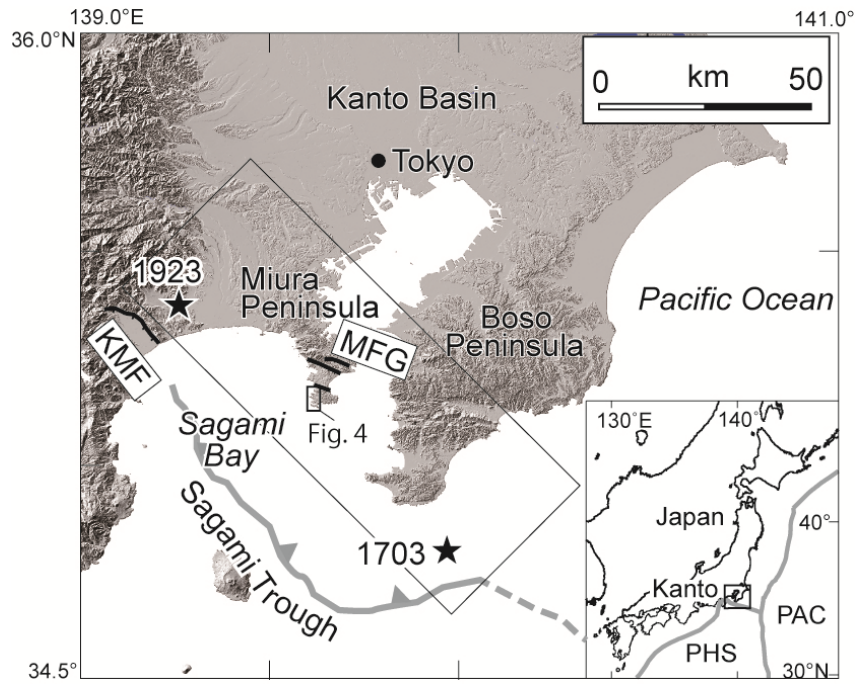 139.0°E
141.0°
36.0°N
0 km 50
Kanto Basin
Tokyo
1923
Miura
Peninsula
Pacific Ocean
Boso
Peninsula
MFG
KMF
Fig. 4
Sagami
Bay
Sagami Trough
1703
34.5°
130°E
140°
Japan
40°
Kanto
PAC
PHS
30°N